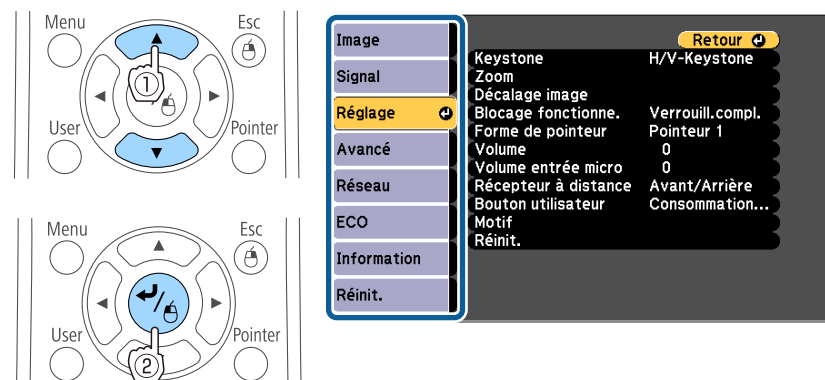 Menu
Esc
①
User
Pointer
Menu
Esc
User
Pointer
②
Image
Signal
Réglage
Avancé
Réseau
ECO
Information
Réinit.
Retour
Keystone H/V-Keystone
Zoom
Décalage image
Blocage fonctionne. Verrouill.compl.
Forme de pointeur Pointeur 1
Volume 0
Volume entrée micro 0
Récepteur à distance Avant/Arrière
Bouton utilisateur Consommation...
Motif
Réinit.